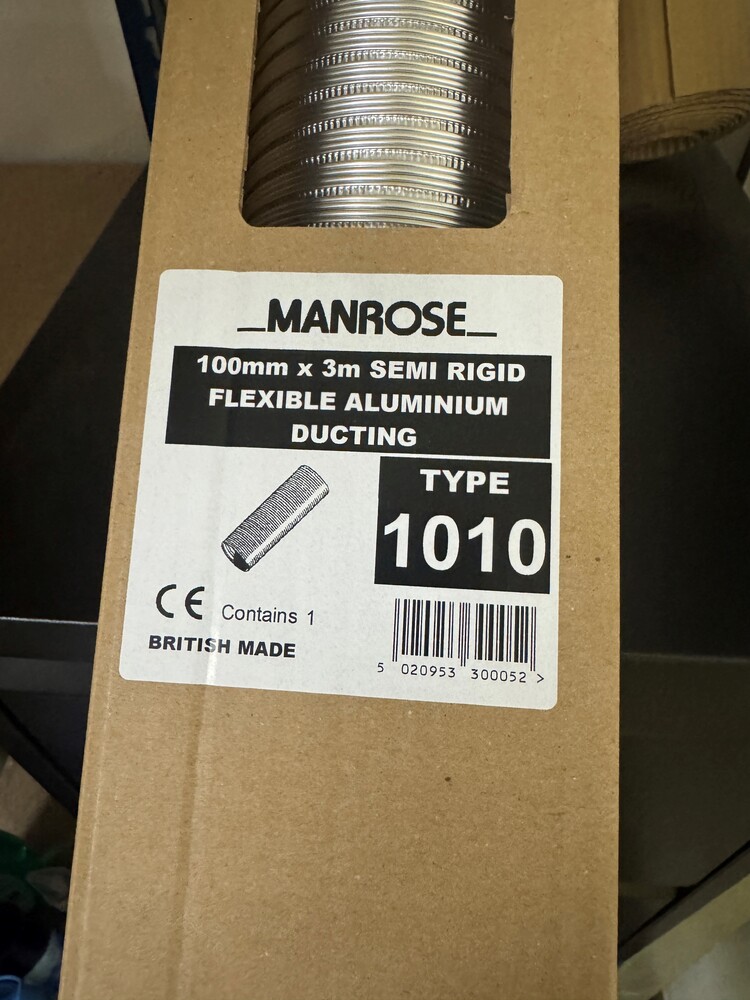 MANROSE
100mm x 3m SEMI RIGID
FLEXIBLE ALUMINIUM
DUCTING
TYPE
1010
CE Contains 1
BRITISH MADE
5 020953 300052 >